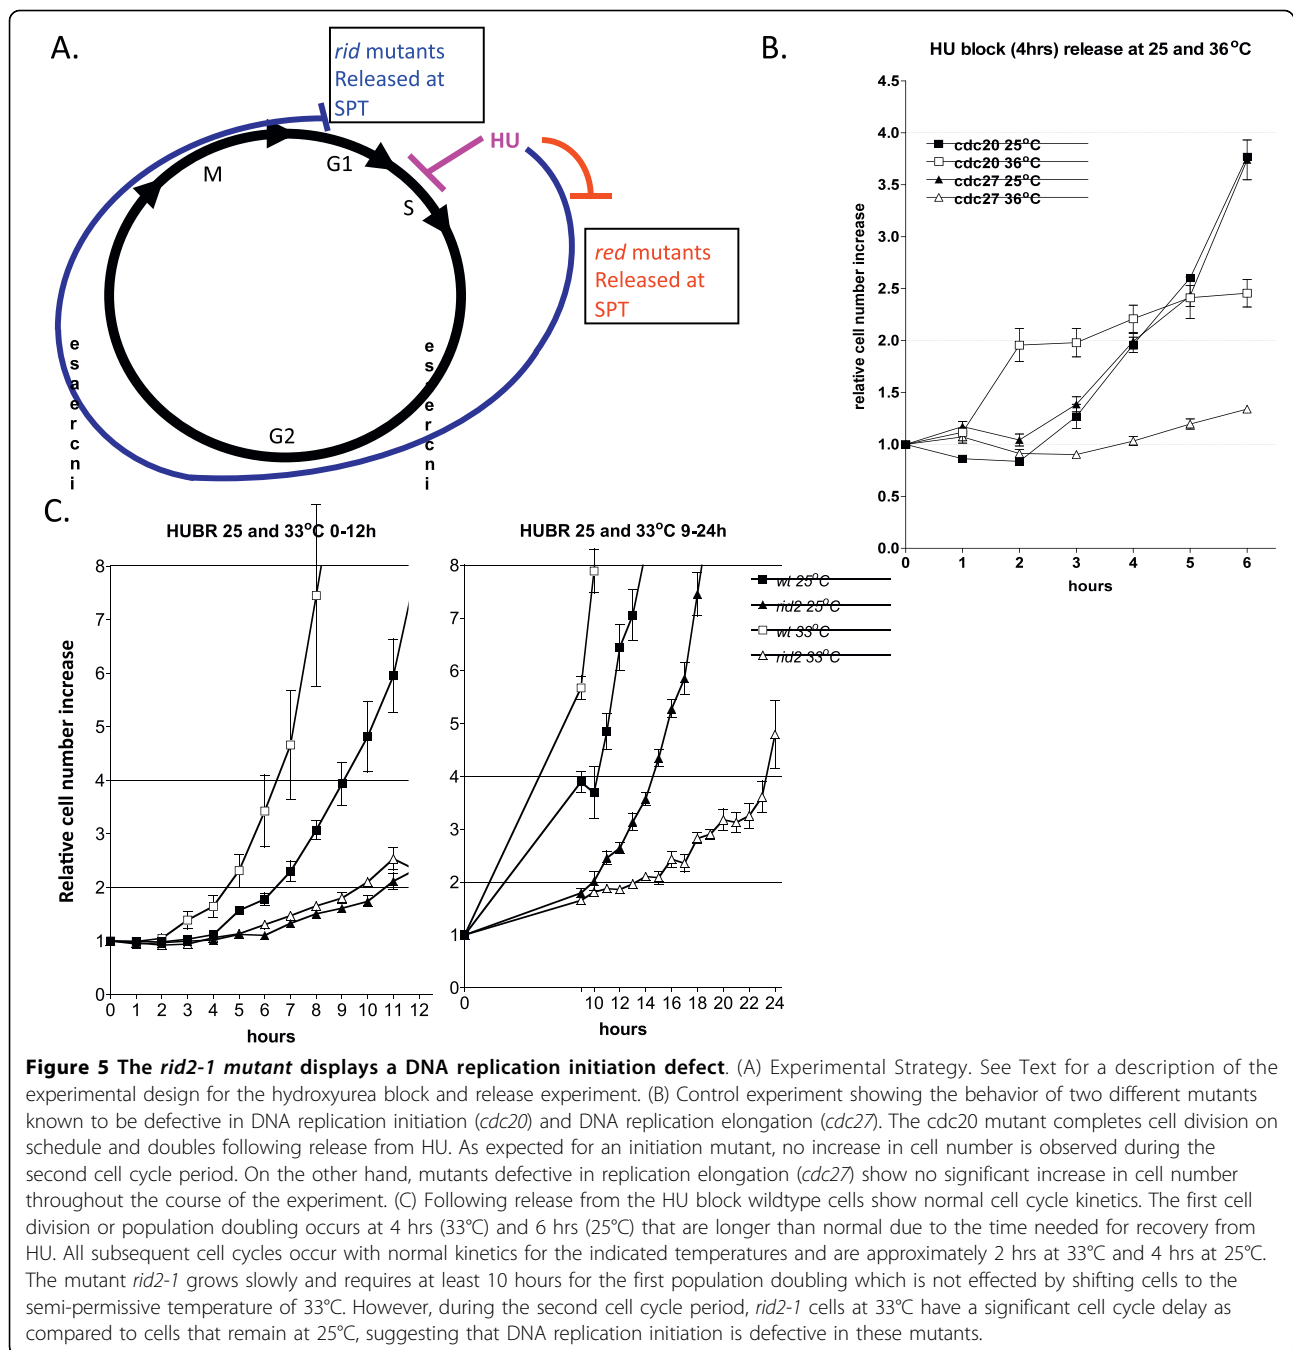 A.
rid mutants
Released at
SPT
HU
G1
M
S
red mutants
Released at
SPT
G2
esaercni
esaercni
B.
HU block (4hrs) release at 25 and 36°C
4.5
4.0
3.5
3.0
2.5
2.0
1.5
1.0
0.5
0.0
relative cell number increase
cdc20 25°C
cdc20 36°C
cdc27 25°C
cdc27 36°C
0 1 2 3 4 5 6
hours
C.
HUBR 25 and 33°C 0-12h
8
7
6
4
3
2
1
0
Relative cell number increase
0 1 2 3 4 5 6 7 8 9 10 11 12
hours
HUBR 25 and 33°C 9-24h
8
7
6
5
4
3
2
1
0
0 10 12 14 16 18 20 22 24
hours
wt 25°C
rid2 25°C
wt 33°C
rid2 33°C
Figure 5 The rid2-1 mutant displays a DNA replication initiation defect. (A) Experimental Strategy. See Text for a description of the
experimental design for the hydroxyurea block and release experiment. (B) Control experiment showing the behavior of two different mutants
known to be defective in DNA replication initiation (cdc20) and DNA replication elongation (cdc27). The cdc20 mutant completes cell division on
schedule and doubles following release from HU. As expected for an initiation mutant, no increase in cell number is observed during the
second cell cycle period. On the other hand, mutants defective in replication elongation (cdc27) show no significant increase in cell number
throughout the course of the experiment. (C) Following release from the HU block wildtype cells show normal cell cycle kinetics. The first cell
division or population doubling occurs at 4 hrs (33°C) and 6 hrs (25°C) that are longer than normal due to the time needed for recovery from
HU. All subsequent cell cycles occur with normal kinetics for the indicated temperatures and are approximately 2 hrs at 33°C and 4 hrs at 25°C.
The mutant rid2-1 grows slowly and requires at least 10 hours for the first population doubling which is not effected by shifting cells to the
semi-permissive temperature of 33°C. However, during the second cell cycle period, rid2-1 cells at 33°C have a significant cell cycle delay as
compared to cells that remain at 25°C, suggesting that DNA replication initiation is defective in these mutants.